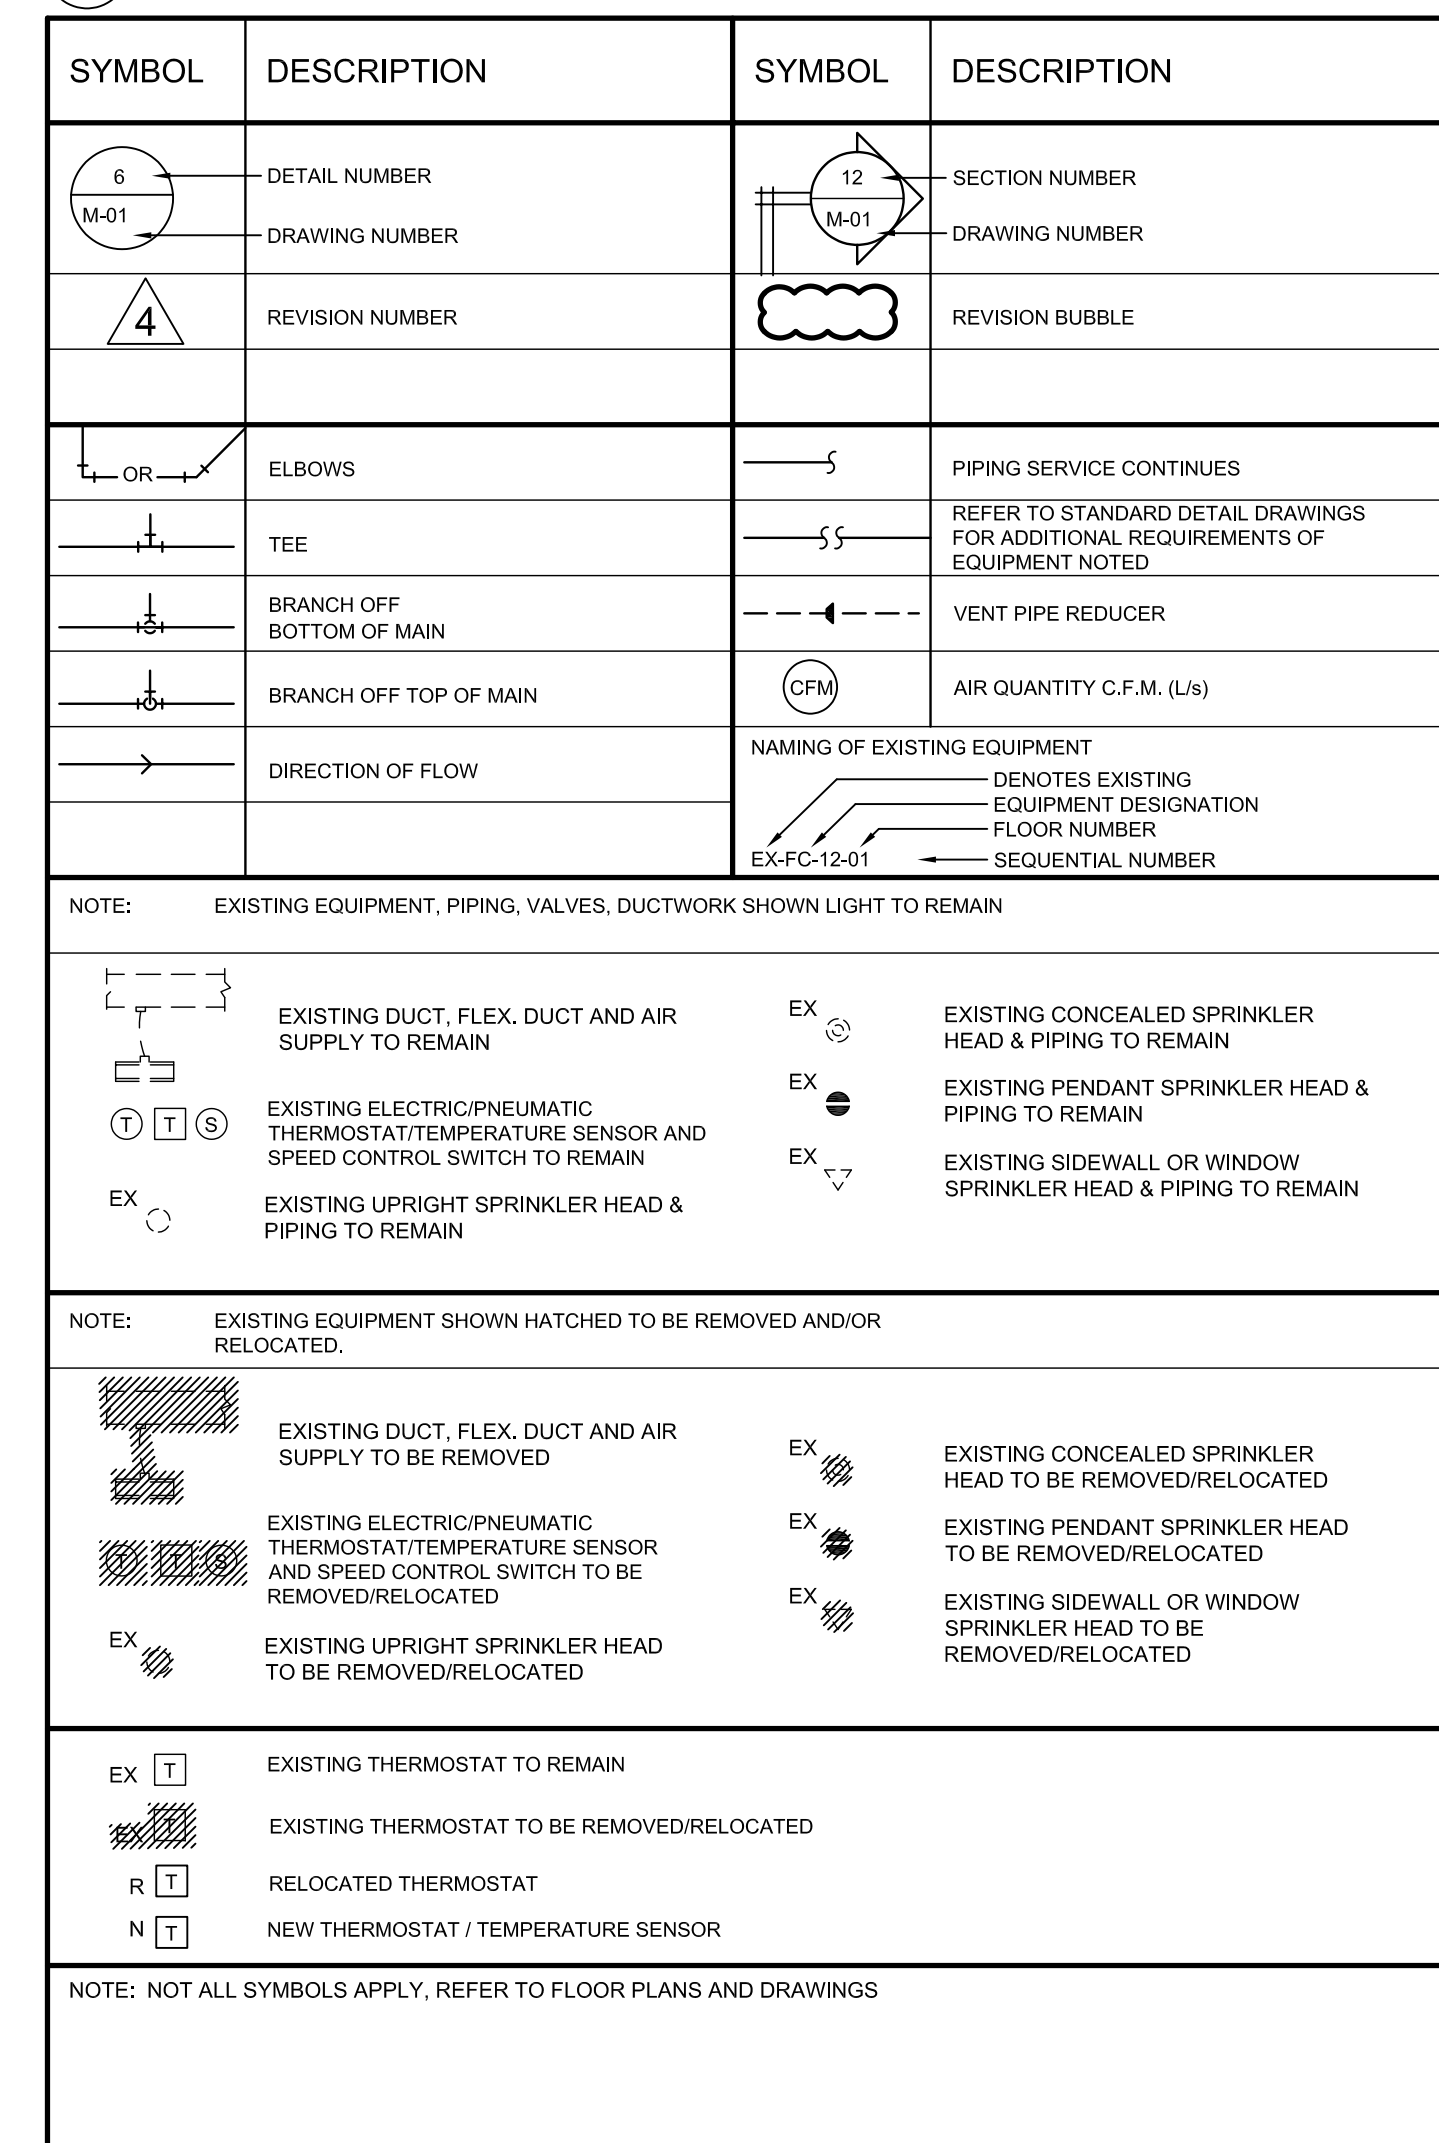 SYMBOL DESCRIPTION SYMBOL DESCRIPTION
6 DETAIL NUMBER
M-01
DRAWING NUMBER
12 SECTION NUMBER
M-01
DRAWING NUMBER
4 REVISION NUMBER
REVISION BUBBLE
OR ELBOWS
PIPING SERVICE CONTINUES
TEE
REFER TO STANDARD DETAIL DRAWINGS
FOR ADDITIONAL REQUIREMENTS OF
EQUIPMENT NOTED
BRANCH OFF
BOTTOM OF MAIN
VENT PIPE REDUCER
BRANCH OFF TOP OF MAIN
CFM AIR QUANTITY C.F.M. (L/s)
DIRECTION OF FLOW
NAMING OF EXISTING EQUIPMENT
DENOTES EXISTING
EQUIPMENT DESIGNATION
FLOOR NUMBER
EX-FC-12-01 SEQUENTIAL NUMBER
NOTE: EXISTING EQUIPMENT, PIPING, VALVES, DUCTWORK SHOWN LIGHT TO REMAIN
EXISTING DUCT, FLEX. DUCT AND AIR
SUPPLY TO REMAIN
T T S
EXISTING ELECTRIC/PNEUMATIC
THERMOSTAT/TEMPERATURE SENSOR AND
SPEED CONTROL SWITCH TO REMAIN
EX
EXISTING UPRIGHT SPRINKLER HEAD &
PIPING TO REMAIN
EX
EXISTING CONCEALED SPRINKLER
HEAD & PIPING TO REMAIN
EX
EXISTING PENDANT SPRINKLER HEAD &
PIPING TO REMAIN
EX
EXISTING SIDEWALL OR WINDOW
SPRINKLER HEAD & PIPING TO REMAIN
NOTE: EXISTING EQUIPMENT SHOWN HATCHED TO BE REMOVED AND/OR
RELOCATED.
EXISTING DUCT, FLEX. DUCT AND AIR
SUPPLY TO BE REMOVED
T T S
EXISTING ELECTRIC/PNEUMATIC
THERMOSTAT/TEMPERATURE SENSOR
AND SPEED CONTROL SWITCH TO BE
REMOVED/RELOCATED
EX
EXISTING UPRIGHT SPRINKLER HEAD
TO BE REMOVED/RELOCATED
EX
EXISTING CONCEALED SPRINKLER
HEAD TO BE REMOVED/RELOCATED
EX
EXISTING PENDANT SPRINKLER HEAD
TO BE REMOVED/RELOCATED
EX
EXISTING SIDEWALL OR WINDOW
SPRINKLER HEAD TO BE
REMOVED/RELOCATED
EX T EXISTING THERMOSTAT TO REMAIN
EX T EXISTING THERMOSTAT TO BE REMOVED/RELOCATED
R T RELOCATED THERMOSTAT
N T NEW THERMOSTAT / TEMPERATURE SENSOR
NOTE: NOT ALL SYMBOLS APPLY, REFER TO FLOOR PLANS AND DRAWINGS